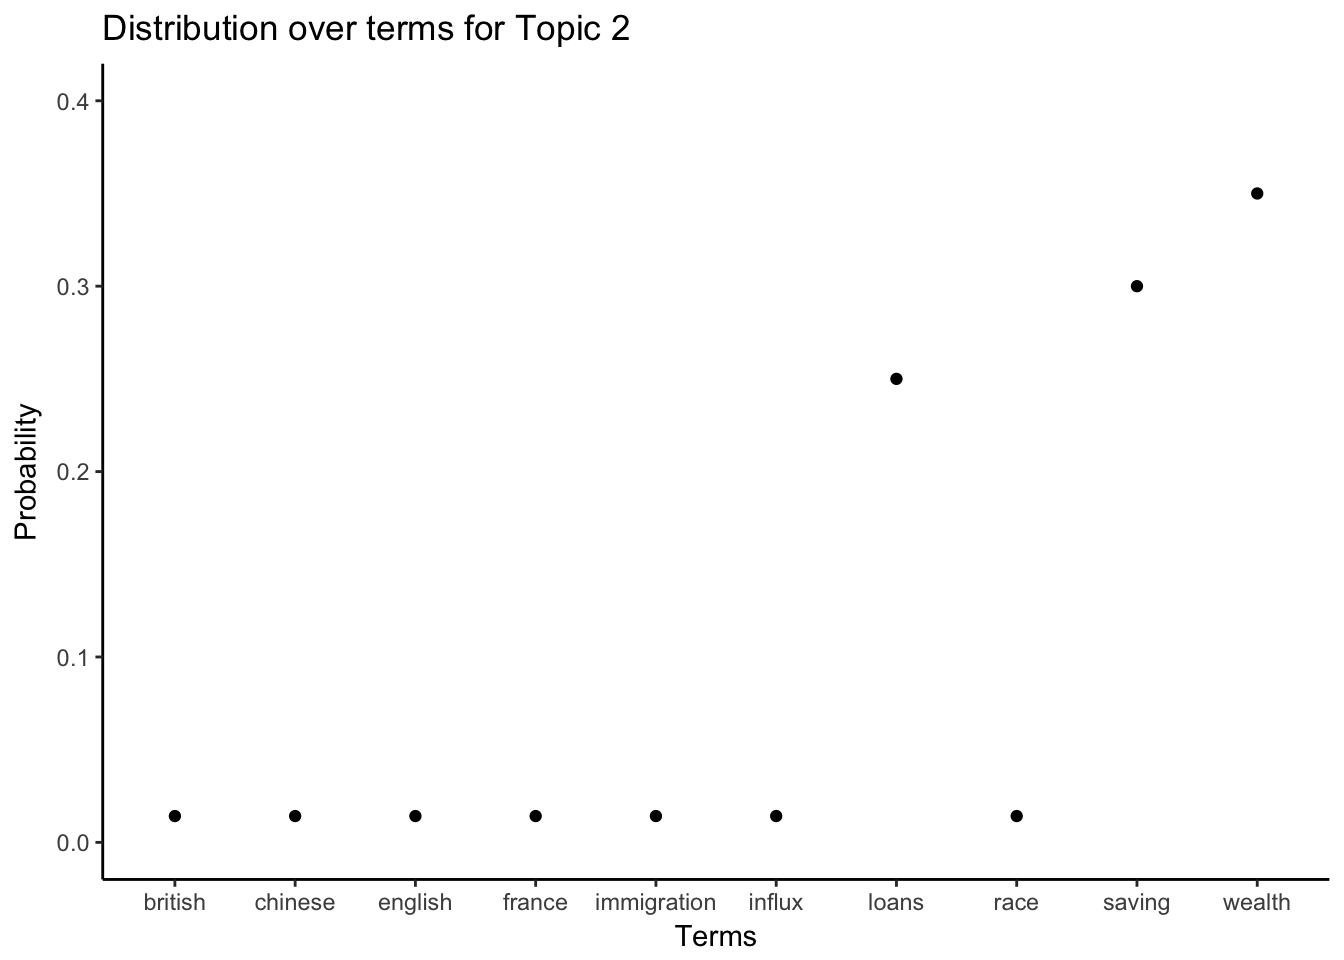 Distribution over terms for Topic 2
0.4
0.3
0.2
0.1
0.0
Probability
british chinese english france immigration influx loans race saving wealth
Terms